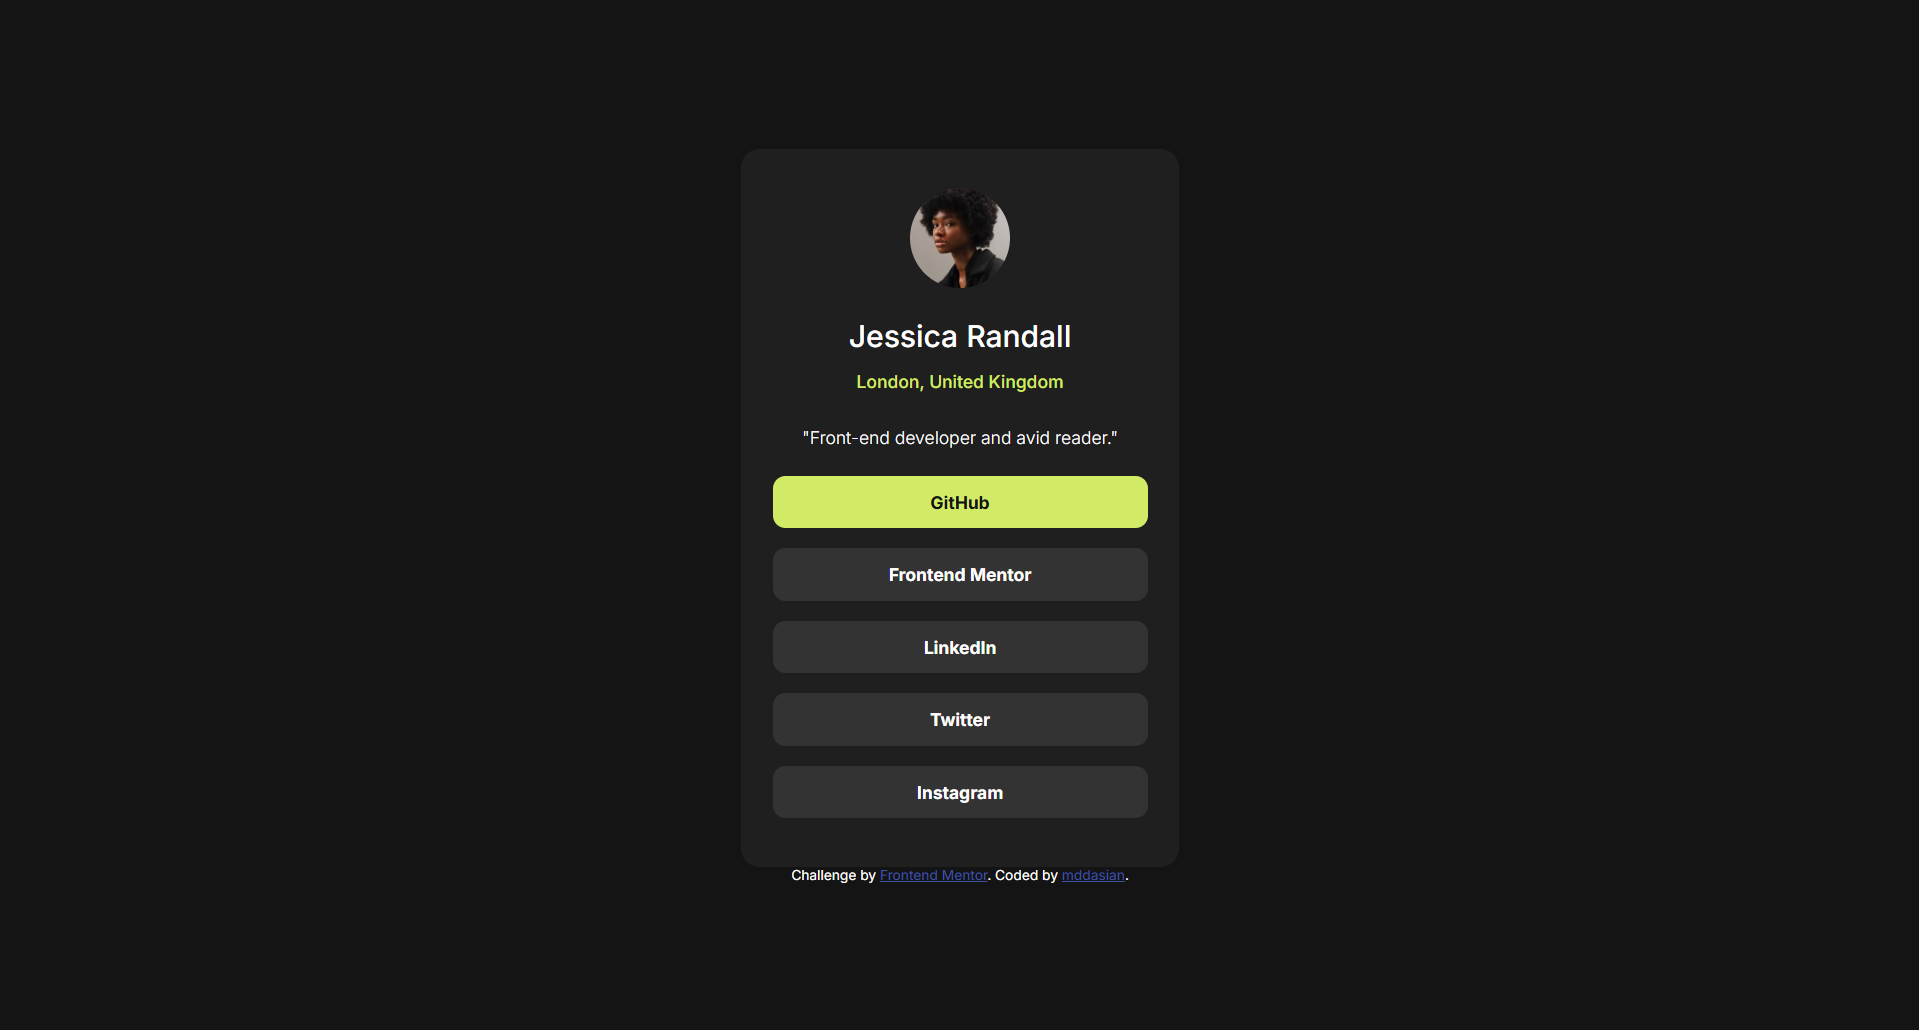 Jessica Randall
London, United Kingdom
"Front-end developer and avid reader."
GitHub
Frontend Mentor
LinkedIn
Twitter
Instagram
Challenge by Frontend Mentor. Coded by mddasian.